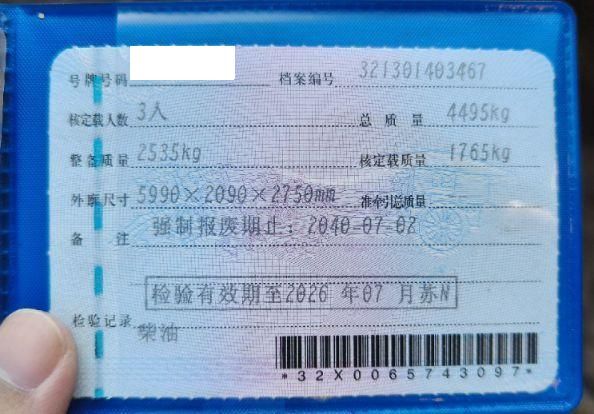 号牌号码 档案编号 321301403467
核定载人数 3人 总质量 4495kg
整备质量 2535kg 核定载质量 1765kg
外廓尺寸 5990×2090×2750mm 准牵引总质量
备注 强制报废期止：2040-07-02
检验有效期至2026年07月苏N
检验记录
柴油
*32X0065743097*